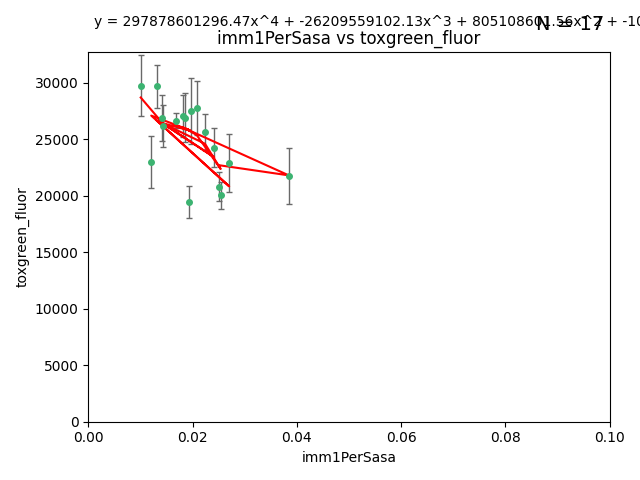 y = 297878601296.47x^4 + -26209559102.13x^3 + 805108601.56x^2 + -10
N = 17
imm1PerSasa vs toxgreen_fluor
30000
25000
20000
15000
10000
5000
0
toxgreen_fluor
0.00 0.02 0.04 0.06 0.08 0.10
imm1PerSasa